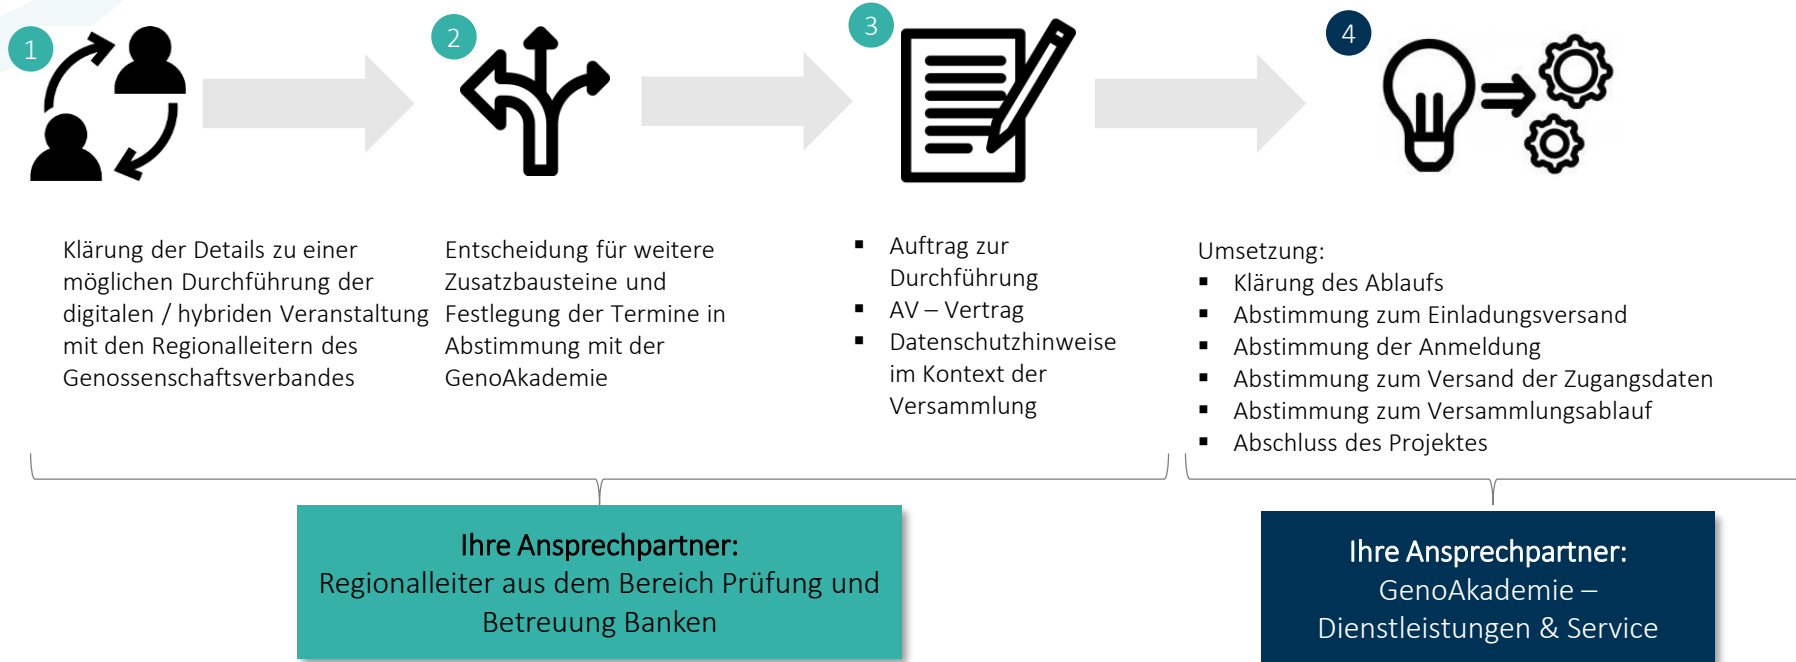 1
Klärung der Details zu einer
möglichen Durchführung der
digitalen / hybriden Veranstaltung
mit den Regionalleitern des
Genossenschaftsverbandes
2
Entscheidung für weitere
Zusatzbausteine und
Festlegung der Termine in
Abstimmung mit der
GenoAkademie
3
▪ Auftrag zur
Durchführung
▪ AV – Vertrag
▪ Datenschutzhinweise
im Kontext der
Versammlung
4
Umsetzung:
▪ Klärung des Ablaufs
▪ Abstimmung zum Einladungsversand
▪ Abstimmung der Anmeldung
▪ Abstimmung zum Versand der Zugangsdaten
▪ Abstimmung zum Versammlungsablauf
▪ Abschluss des Projektes
Ihre Ansprechpartner:
Regionalleiter aus dem Bereich Prüfung und
Betreuung Banken
Ihre Ansprechpartner:
GenoAkademie –
Dienstleistungen & Service